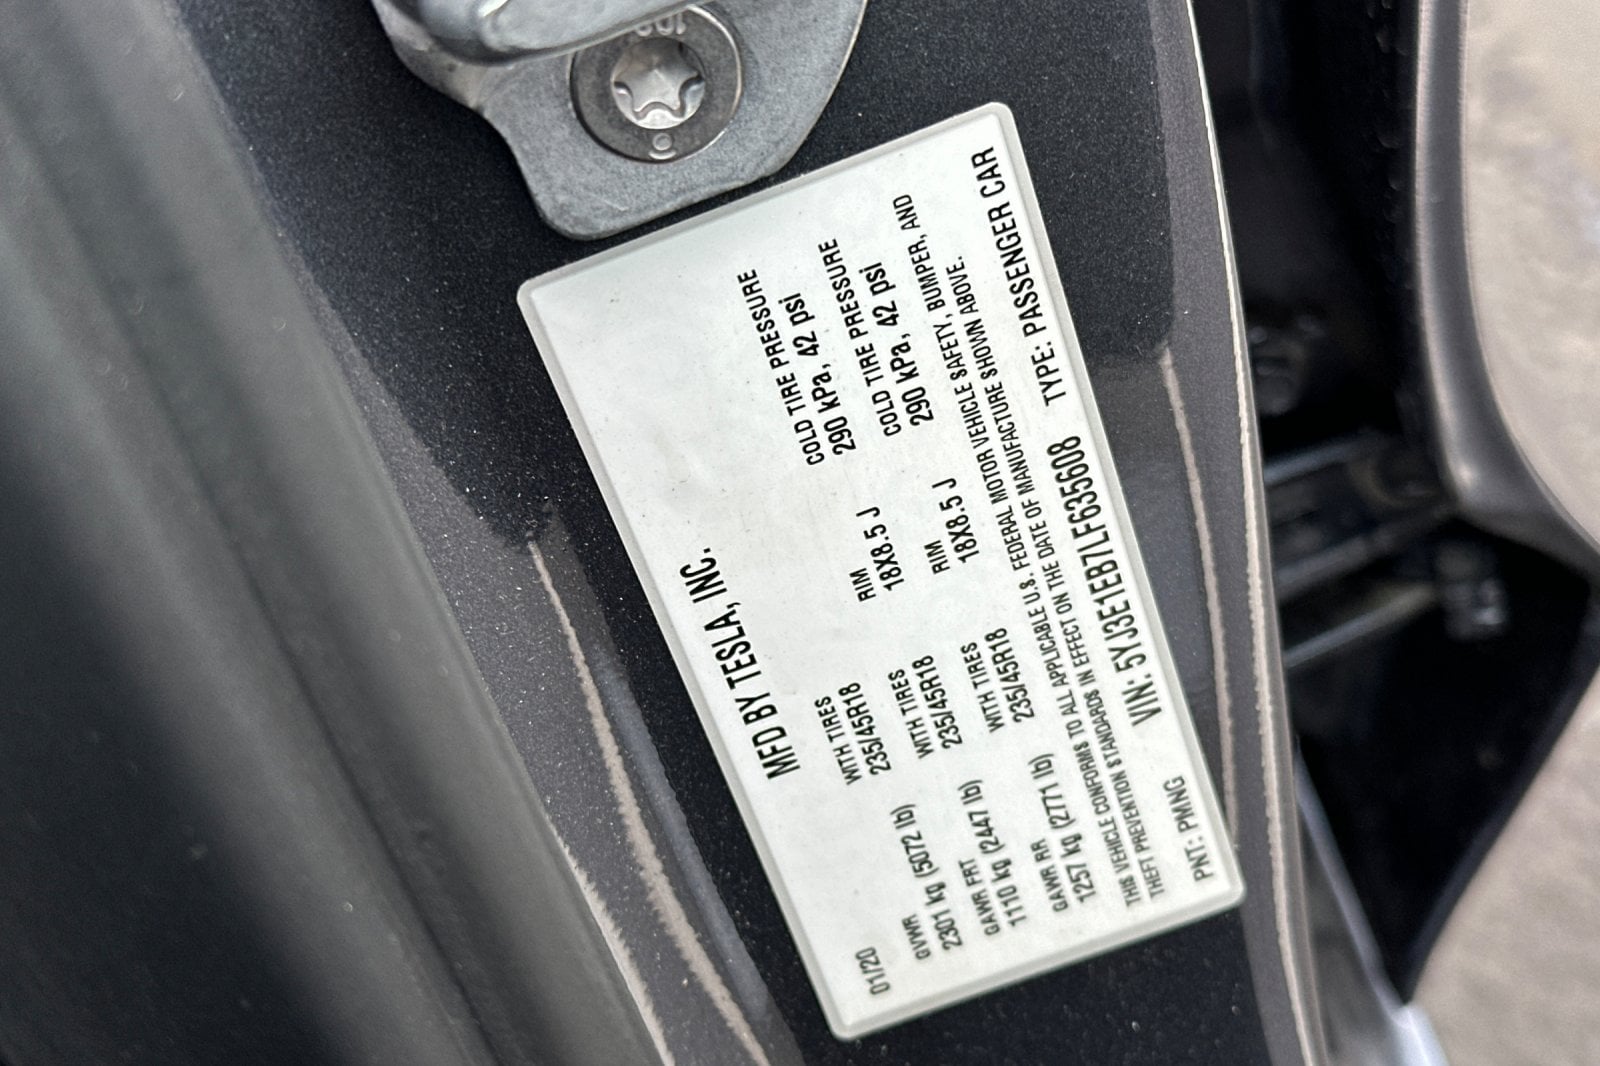 109
MFD BY TESLA, INC.
01/20
GVWR
2301 kg (5072 lb)
WITH TIRES
235/45R18
RIM
18X8.5 J
COLD TIRE PRESSURE
290 kPa, 42 psi
GAWR FRT
1110 kg (2447 lb)
WITH TIRES
235/45R18
RIM
18X8.5 J
COLD TIRE PRESSURE
290 kPa, 42 psi
GAWR RR
1257 kg (2771 lb)
WITH TIRES
235/45R18
THIS VEHICLE CONFORMS TO ALL APPLICABLE U.S. FEDERAL MOTOR VEHICLE SAFETY, BUMPER, AND
THEFT PREVENTION STANDARDS IN EFFECT ON THE DATE OF MANUFACTURE SHOWN ABOVE.
PNT: PMNG VIN: 5YJ3E1EB7LF635608 TYPE: PASSENGER CAR